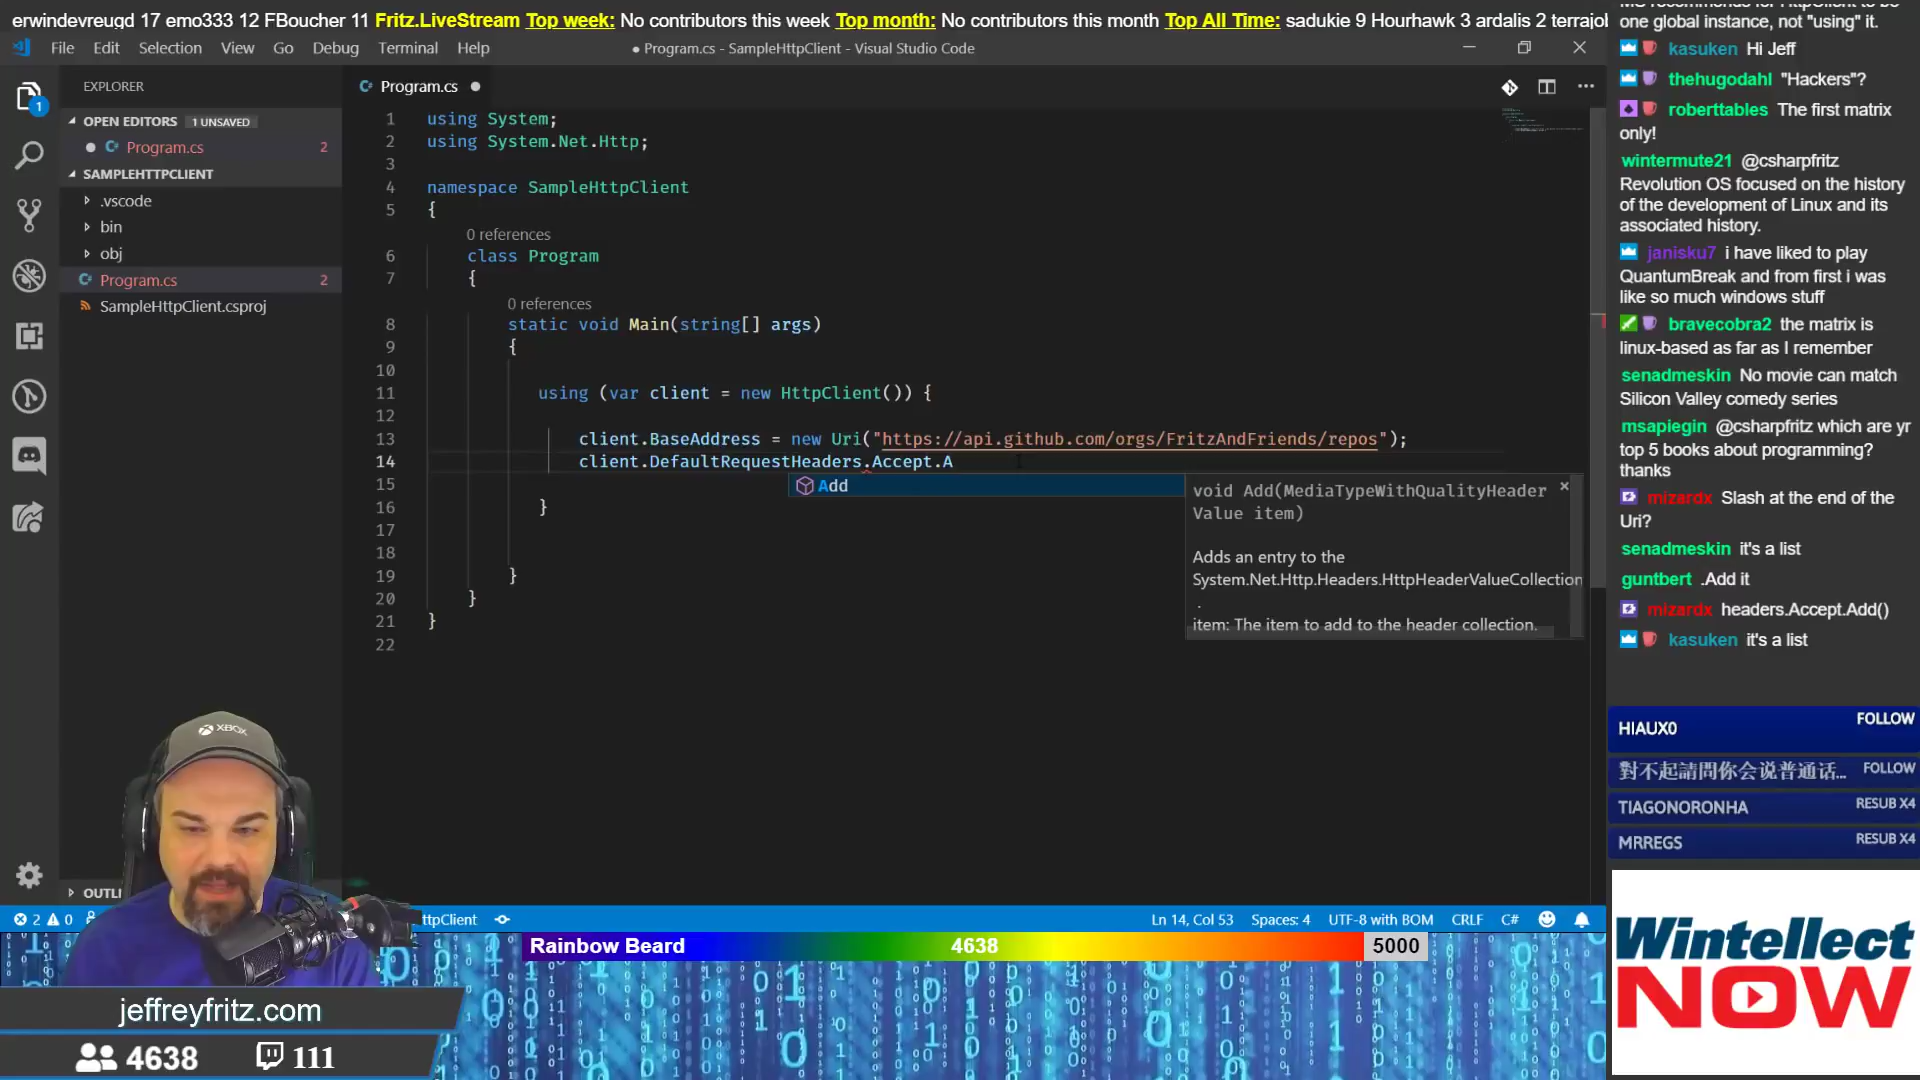 erwindevreugd 17 emo333 12 FBoucher 11 Fritz.LiveStream Top week: No contributors this week Top month: No contributors this month Top All Time: sadukie 9 Hourhawk 3 ardalis 2
File Edit Selection View Go Debug Terminal Help
● Program.cs - SampleHttpClient - Visual Studio Code
EXPLORER
OPEN EDITORS 1 UNSAVED
Program.cs 2
SAMPLEHTTPCLIENT
.vscode
bin
obj
Program.cs 2
SampleHttpClient.csproj
1
Program.cs
1 using System;
2 using System.Net.Http;
3
4 namespace SampleHttpClient
5 {
0 references
6 class Program
7 {
0 references
8 static void Main(string[] args)
9 {
10
11 using (var client = new HttpClient()) {
12
13 client.BaseAddress = new Uri("https://api.github.com/orgs/FritzAndFriends/repos");
14 client.DefaultRequestHeaders.Accept.A
15
16 }
17
18
19 }
20 }
21 }
22
Add
void Add(MediaTypeWithQualityHeader
Value item)
Adds an entry to the
System.Net.Http.Headers.HttpHeaderValueCollection
.
item: The item to add to the header collection.
2 0
ttpClient
Ln 14, Col 53 Spaces: 4 UTF-8 with BOM CRLF C#
XBOX
Rainbow Beard 4638 5000
jeffreyfritz.com
4638 111
one global instance, not "using" it.
kasuken Hi Jeff
thehugodahl "Hackers"?
roberttables The first matrix
only!
wintermute21 @csharpfritz
Revolution OS focused on the history
of the development of Linux and its
associated history.
janisku7 i have liked to play
QuantumBreak and from first i was
like so much windows stuff
bravecobra2 the matrix is
linux-based as far as I remember
senadmeskin No movie can match
Silicon Valley comedy series
msapiegin @csharpfritz which are yr
top 5 books about programming?
thanks
mizardx Slash at the end of the
Uri?
senadmeskin it's a list
guntbert .Add it
mizardx headers.Accept.Add()
kasuken it's a list
HIAUX0 FOLLOW
對不起請問你会说普通话... FOLLOW
TIAGONORONHA RESUB X4
MRREGS RESUB X4
Wintellect
NOW